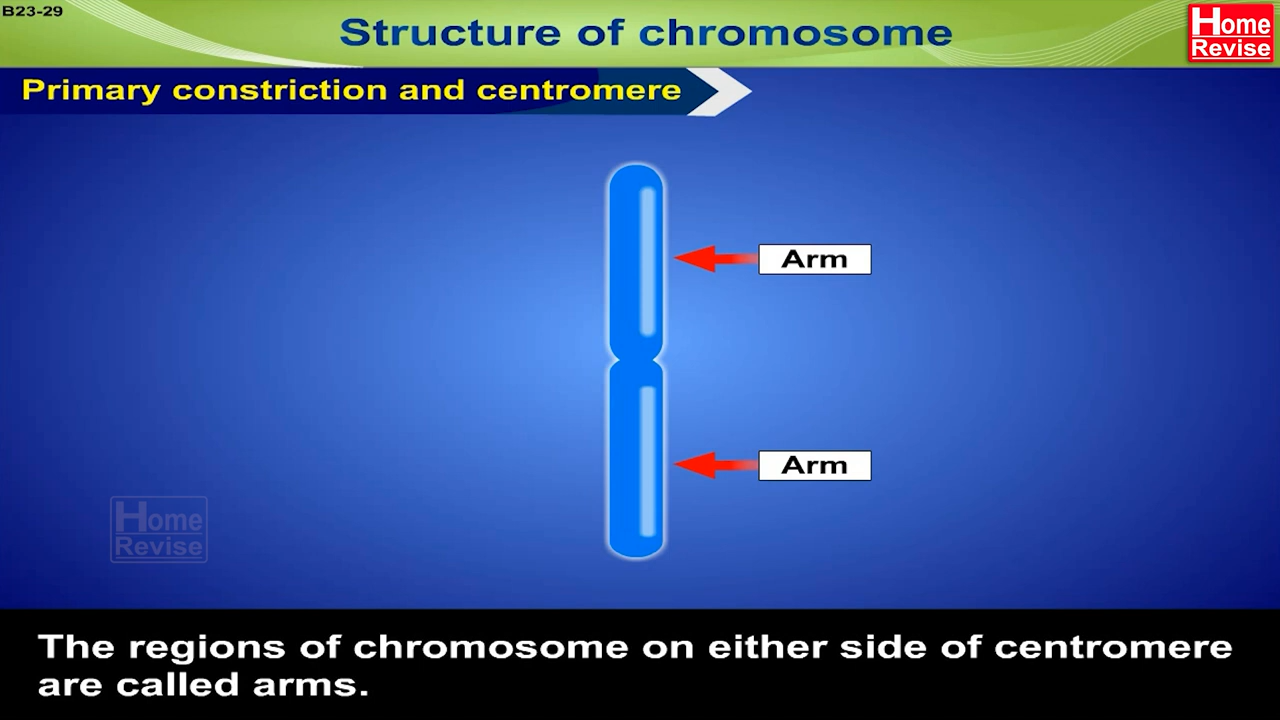 B23-29
Structure of chromosome
Home
Revise
Primary constriction and centromere
Arm
Arm
Home
Revise
The regions of chromosome on either side of centromere
are called arms.